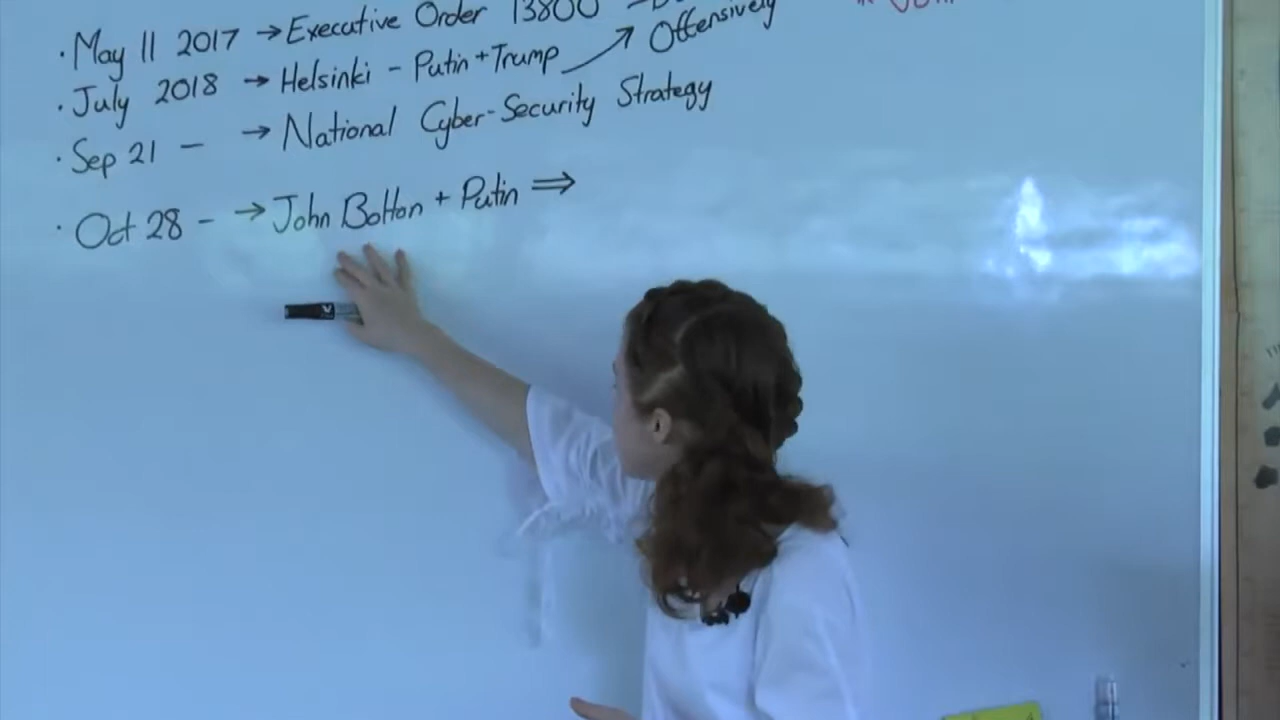 · May 11 2017 → Executive Order 13800 –
· July 2018 → Helsinki – Putin + Trump ↗ Offensively
· Sep 21 – → National Cyber-Security Strategy
· Oct 28 – → John Bolton + Putin ⇒